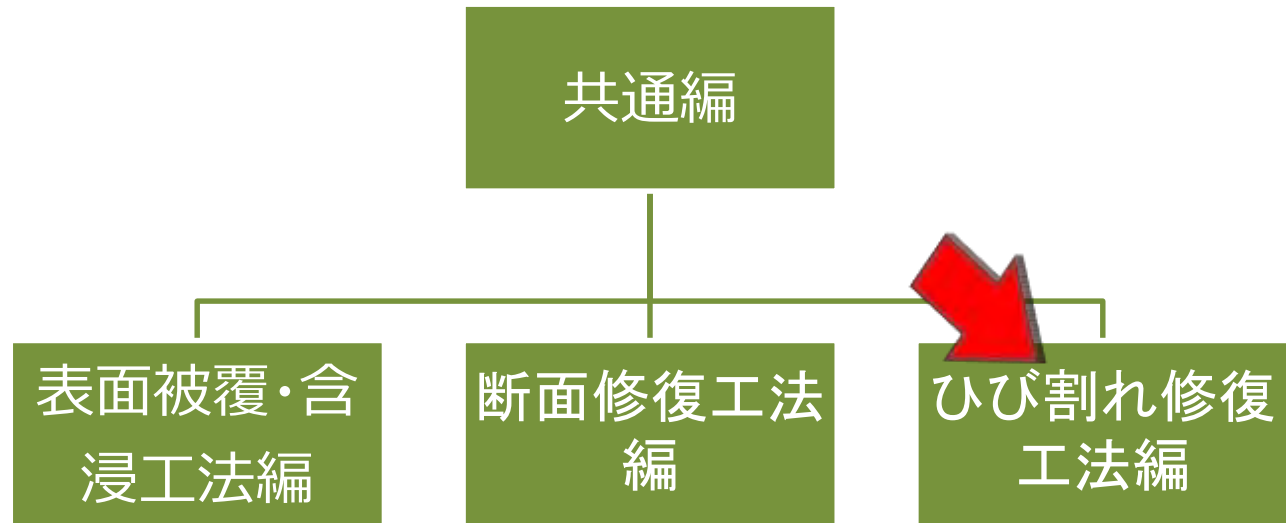 共通編
表面被覆・含
浸工法編
断面修復工法
編
ひび割れ修復
工法編